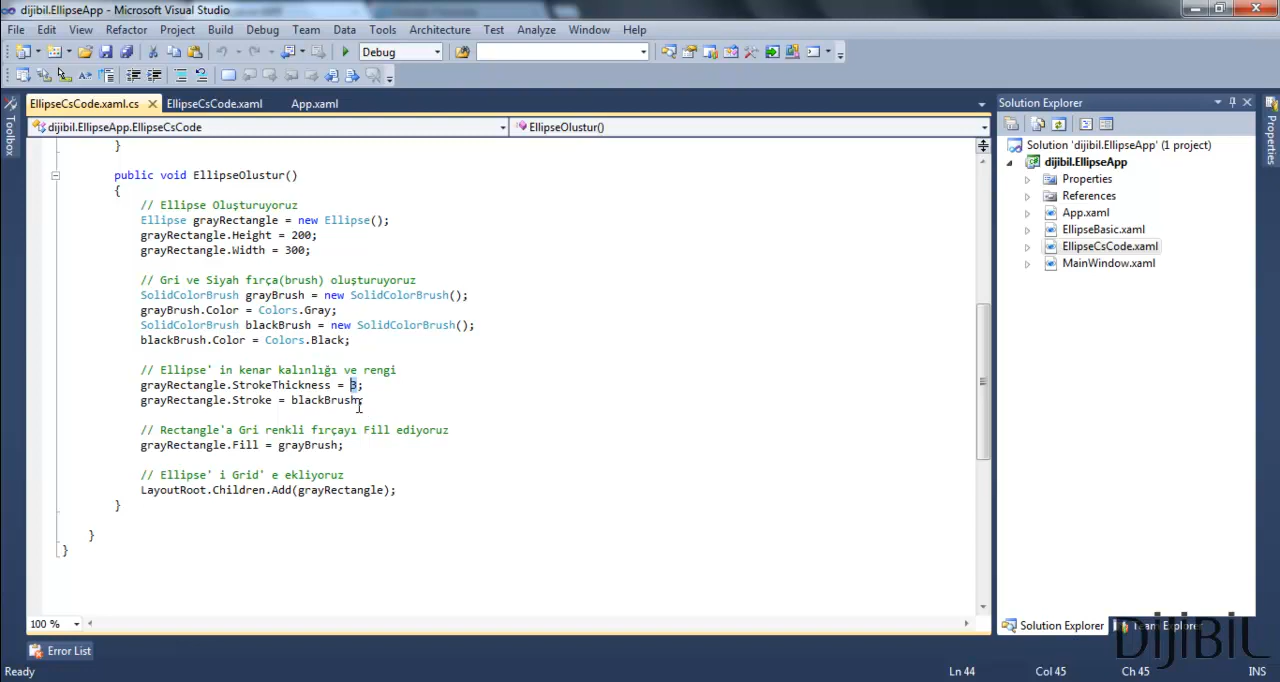 dijibil.EllipseApp - Microsoft Visual Studio
File Edit View Refactor Project Build Debug Team Data Tools Architecture Test Analyze Window Help
Debug
EllipseCsCode.xaml.cs EllipseCsCode.xaml App.xaml
dijibil.EllipseApp.EllipseCsCode EllipseOlustur()
}
public void EllipseOlustur()
{
// Ellipse Oluşturuyoruz
Ellipse grayRectangle = new Ellipse();
grayRectangle.Height = 200;
grayRectangle.Width = 300;
// Gri ve Siyah fırça(brush) oluşturuyoruz
SolidColorBrush grayBrush = new SolidColorBrush();
grayBrush.Color = Colors.Gray;
SolidColorBrush blackBrush = new SolidColorBrush();
blackBrush.Color = Colors.Black;
// Ellipse' in kenar kalınlığı ve rengi
grayRectangle.StrokeThickness = 3;
grayRectangle.Stroke = blackBrush;
// Rectangle'a Gri renkli fırçayı Fill ediyoruz
grayRectangle.Fill = grayBrush;
// Ellipse' i Grid' e ekliyoruz
LayoutRoot.Children.Add(grayRectangle);
}
}
}
100 %
Toolbox
Solution Explorer
Solution 'dijibil.EllipseApp' (1 project)
dijibil.EllipseApp
Properties
References
App.xaml
EllipseBasic.xaml
EllipseCsCode.xaml
MainWindow.xaml
Properties
Solution Explorer Team Explorer
DijiBiL
Error List
Ready Ln 44 Col 45 Ch 45 INS